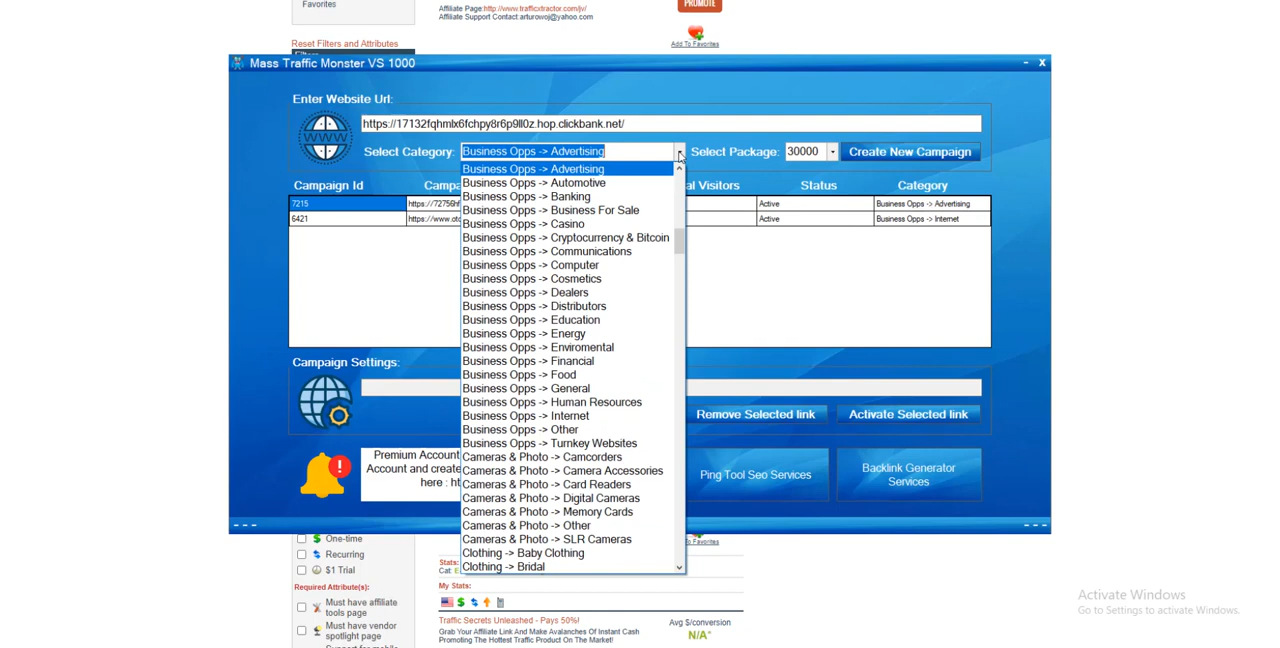 Favorites
Affiliate Page:http://www.trafficxtractor.com/jv/
Affiliate Support Contact:arturowoj@yahoo.com
PROMOTE
Add To Favorites
Reset Filters and Attributes
Filters
Mass Traffic Monster VS 1000
- X
Enter Website Url:
WWW
https://17132fqhmlx6fchpy8r6p9ll0z.hop.clickbank.net/
Select Category: Business Opps -> Advertising Select Package: 30000 Create New Campaign
Campaign Id Campa al Visitors Status Category
7215 https://72756hf Active Business Opps -> Advertising
6421 https://www.oto Active Business Opps -> Internet
Business Opps -> Advertising
Business Opps -> Automotive
Business Opps -> Banking
Business Opps -> Business For Sale
Business Opps -> Casino
Business Opps -> Cryptocurrency & Bitcoin
Business Opps -> Communications
Business Opps -> Computer
Business Opps -> Cosmetics
Business Opps -> Dealers
Business Opps -> Distributors
Business Opps -> Education
Business Opps -> Energy
Business Opps -> Enviromental
Business Opps -> Financial
Business Opps -> Food
Business Opps -> General
Business Opps -> Human Resources
Business Opps -> Internet
Business Opps -> Other
Business Opps -> Turnkey Websites
Cameras & Photo -> Camcorders
Cameras & Photo -> Camera Accessories
Cameras & Photo -> Card Readers
Cameras & Photo -> Digital Cameras
Cameras & Photo -> Memory Cards
Cameras & Photo -> Other
Cameras & Photo -> SLR Cameras
Clothing -> Baby Clothing
Clothing -> Bridal
Campaign Settings:
Remove Selected link Activate Selected link
Premium Account
Account and create
here : ht
Ping Tool Seo Services
Backlink Generator
Services
- - -
- - -
To Favorites
One-time
Recurring
$1 Trial
Required Attribute(s):
Must have affiliate
tools page
Must have vendor
spotlight page
Stats:
Cat:
My Stats:
Traffic Secrets Unleashed - Pays 50%!
Grab Your Affiliate Link And Make Avalanches Of Instant Cash
Promoting The Hottest Traffic Product On The Market!
Avg $/conversion
N/A*
Activate Windows
Go to Settings to activate Windows.